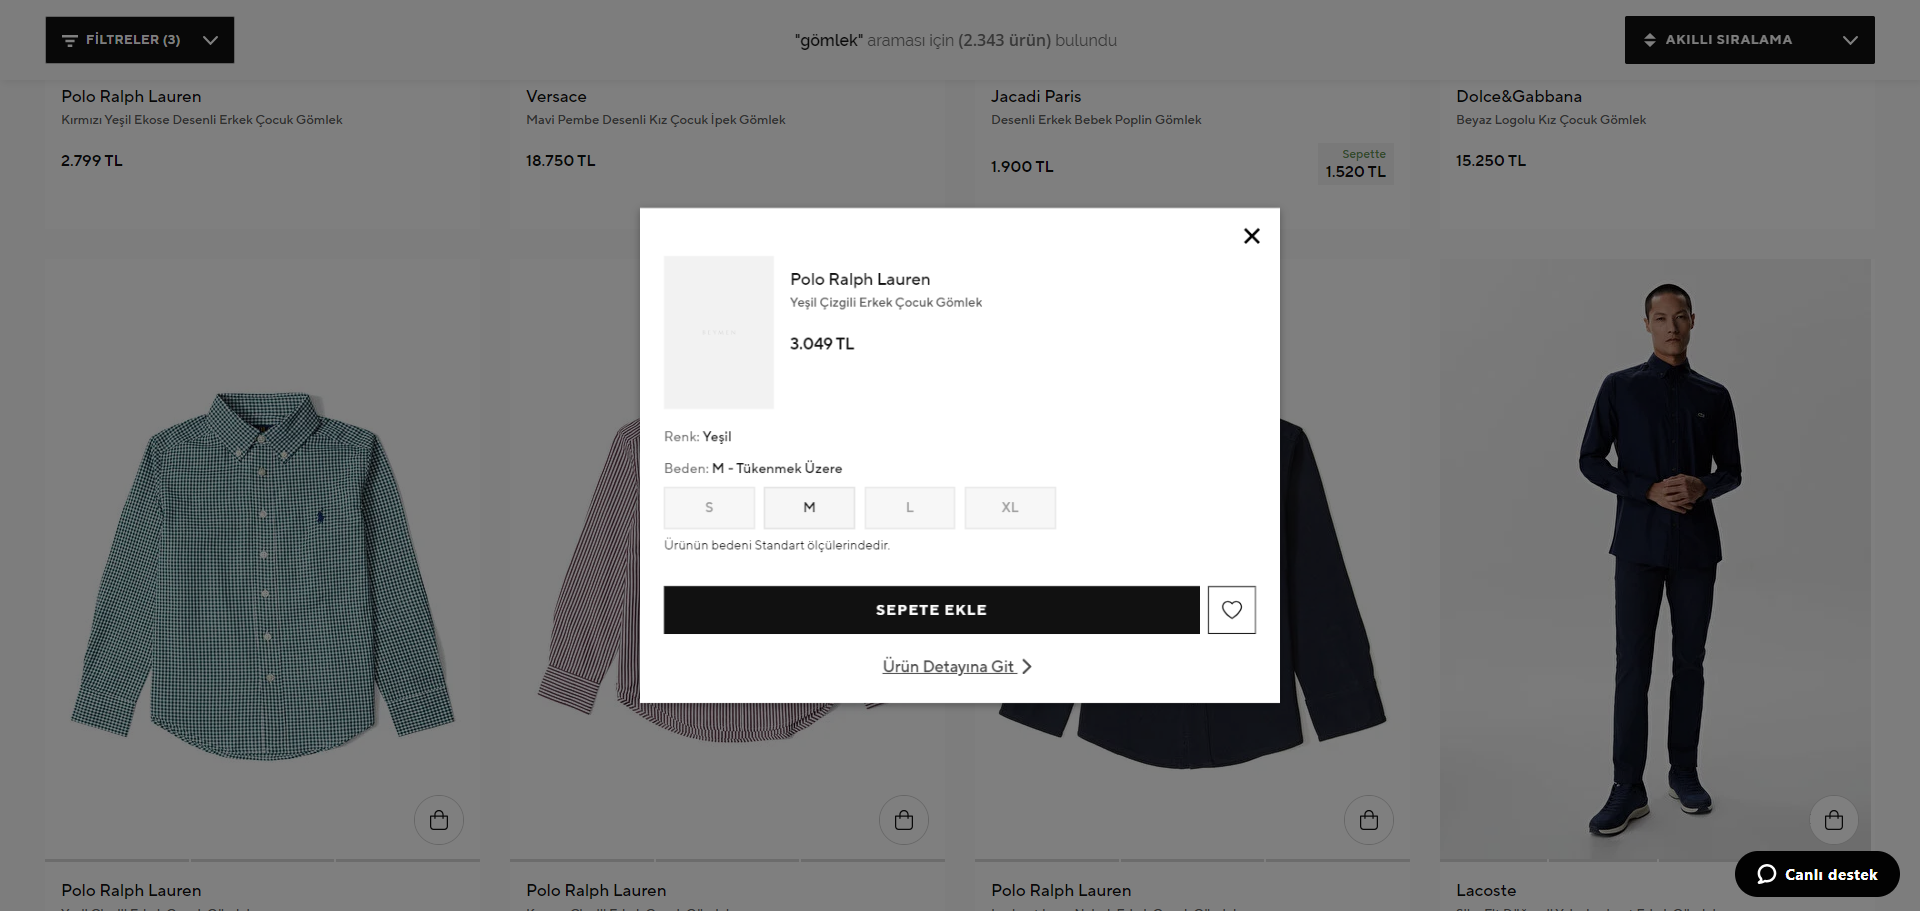 FİLTRELER (3)
"gömlek" araması için (2.343 ürün) bulundu
AKILLI SIRALAMA
Polo Ralph Lauren
Kırmızı Yeşil Ekose Desenli Erkek Çocuk Gömlek
2.799 TL
Versace
Mavi Pembe Desenli Kız Çocuk İpek Gömlek
18.750 TL
Jacadi Paris
Desenli Erkek Bebek Poplin Gömlek
1.900 TL
Sepette
1.520 TL
Dolce&Gabbana
Beyaz Logolu Kız Çocuk Gömlek
15.250 TL
Polo Ralph Lauren
Yeşil Çizgili Erkek Çocuk Gömlek
3.049 TL
Renk: Yeşil
Beden: M - Tükenmek Üzere
S
M
L
XL
Ürünün bedeni Standart ölçülerindedir.
SEPETE EKLE
Ürün Detayına Git
Polo Ralph Lauren
Polo Ralph Lauren
Polo Ralph Lauren
Lacoste
Canlı destek